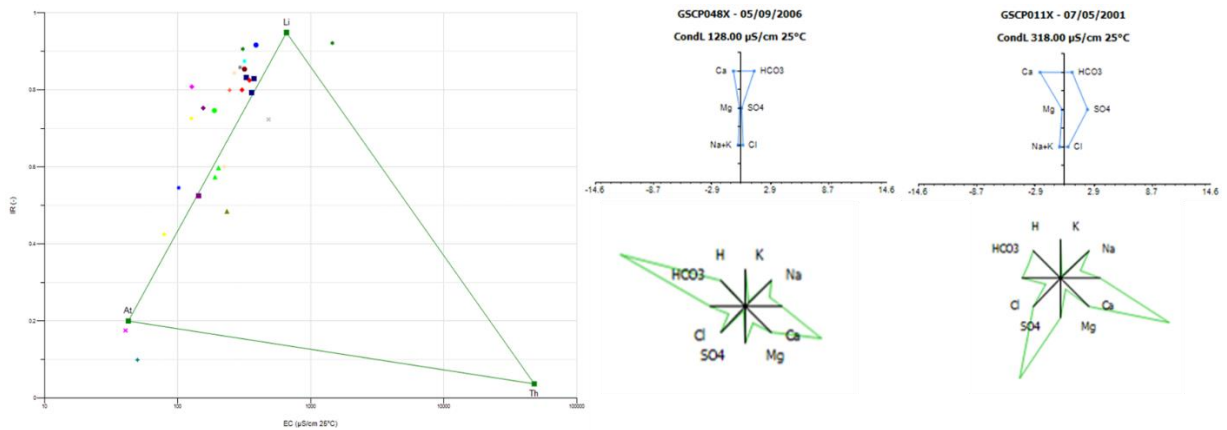 1
0.8
0.6
0.4
0.2
0
IR (-)
Li
At
Th
10
100
1000
10000
100000
EC (µS/cm 25°C)
GSCP048X - 05/09/2006
CondL 128.00 µS/cm 25°C
Ca HCO3
Mg SO4
Na+K Cl
-14.6 -8.7 -2.9 2.9 8.7 14.6
H K
HCO3 Na
Cl Ca
SO4 Mg
GSCP011X - 07/05/2001
CondL 318.00 µS/cm 25°C
Ca HCO3
Mg SO4
Na+K Cl
-14.6 -8.7 -2.9 2.9 8.7 14.6
H K
HCO3 Na
Cl Ca
SO4 Mg